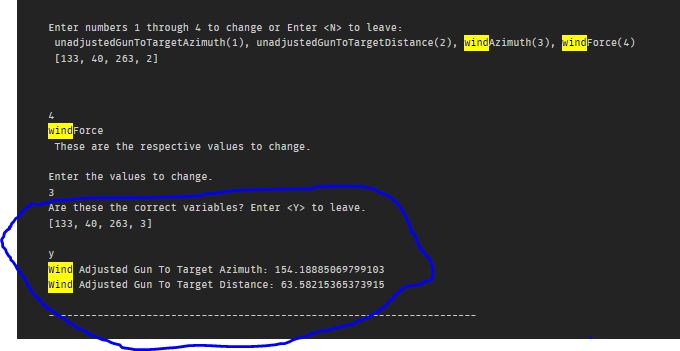 Enter numbers 1 through 4 to change or Enter <N> to leave:
unadjustedGunToTargetAzimuth(1), unadjustedGunToTargetDistance(2), windAzimuth(3), windForce(4)
[133, 40, 263, 2]
4
windForce
These are the respective values to change.
Enter the values to change.
3
Are these the correct variables? Enter <Y> to leave.
[133, 40, 263, 3]
y
Wind Adjusted Gun To Target Azimuth: 154.18885069799103
Wind Adjusted Gun To Target Distance: 63.58215365373915
-----------------------------------------------------------------------